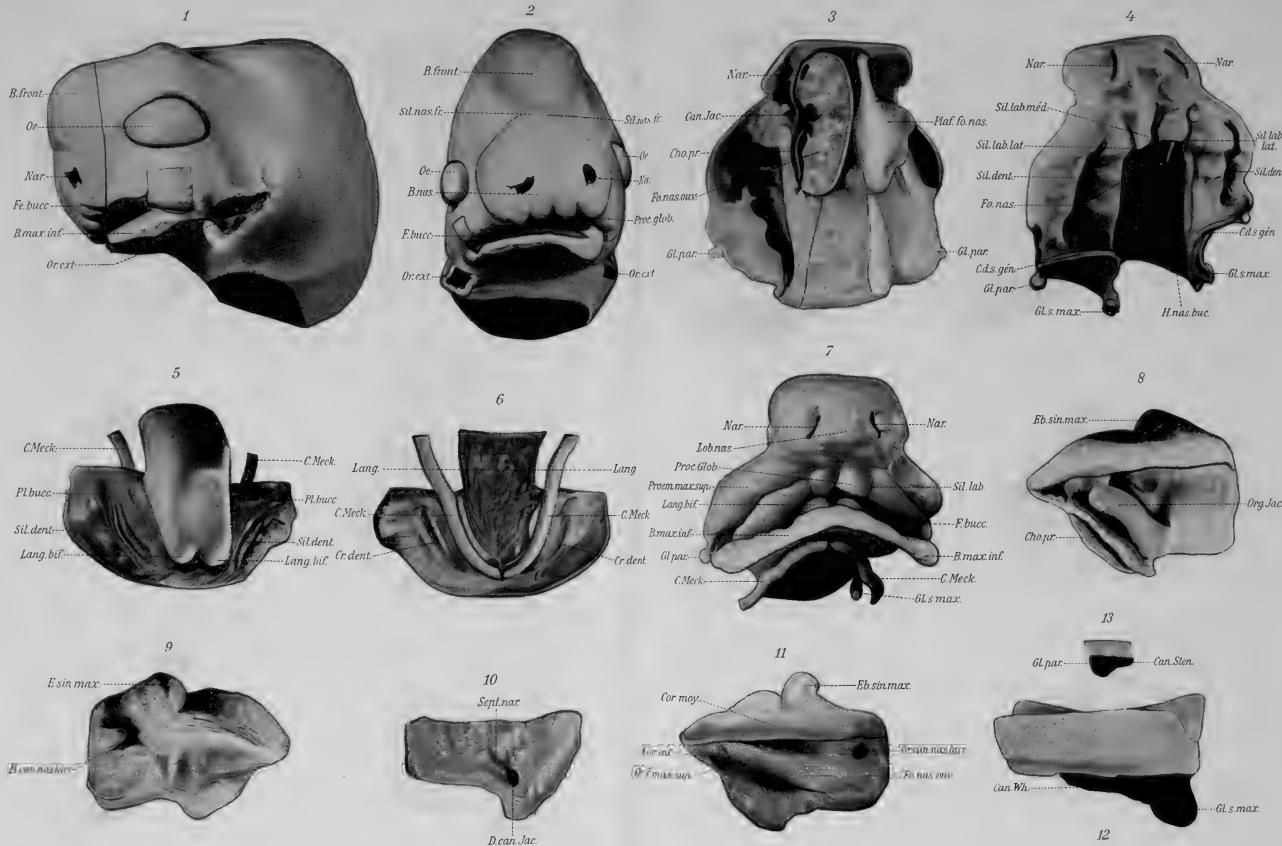 1
B.front.
Oe
Nar.
Fe.bucc
B.max.inf.
Or.ext
2
B.front.
Sil.nas.fr.
Sil.nas.fr.
Oe
Oe
B.nas.
Na.
Prot.glob.
F.bucc.
Or.ext.
Or.ext
3
Nar.
Can.Jac.
Plaf.fo.nas.
Cho.pr.
Fo.nas.ouv.
Gl.par.
Gl.par.
4
Nar.
Nar.
Sil.lab.méd.
Sil.lab.lat.
Sil.lab
lat.
Sil.dent.
Sil.dent
Fo.nas.
C.d.s.gén
C.d.s.gén.
Gl.par.
Gl.s.max.
Gl.s.max.
H.nas.buc.
5
C.Meck.
C.Meck.
Pl.bucc.
Pl.bucc
Sil.dent.
Sil.dent.
Lang.bif.
Lang.bif.
6
Lang.
Lang
C.Meck.
C.Meck
Cr.dent.
Cr.dent.
7
Nar.
Nar.
Lob.nas
Proc.Glob.
Proem.max.sup.
Sil.lab.
Lang.bif.
B.max.inf.
F.bucc.
Gl.par.
B.max.inf.
C.Meck.
C.Meck.
Gl.s max.
8
Eb.sin.max.
Org.Jac.
Cho.pr.
9
E.sin max.
10
Sept.nar.
D.can.Jac.
11
Eb.sin.max.
Cor moy.
Fo.nas.ouv
13
Gl.par.
Can.Sten.
Can.Wh.
Gl.s.max.
12